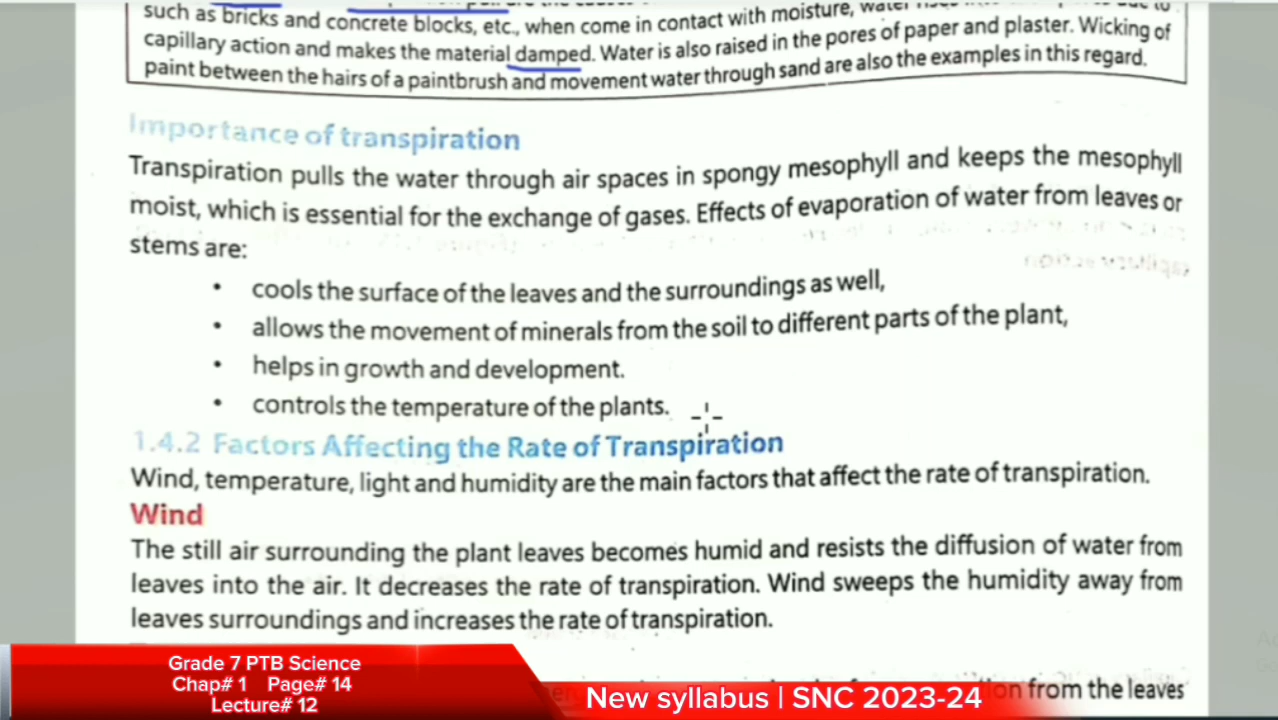 such as bricks and concrete blocks, etc., when come in contact with moisture, water
capillary action and makes the material damped. Water is also raised in the pores of paper and plaster. Wicking of
paint between the hairs of a paintbrush and movement water through sand are also the examples in this regard.
Importance of transpiration
Transpiration pulls the water through air spaces in spongy mesophyll and keeps the mesophyll
moist, which is essential for the exchange of gases. Effects of evaporation of water from leaves or
stems are:
• cools the surface of the leaves and the surroundings as well,
• allows the movement of minerals from the soil to different parts of the plant,
• helps in growth and development.
• controls the temperature of the plants.
1.4.2 Factors Affecting the Rate of Transpiration
Wind, temperature, light and humidity are the main factors that affect the rate of transpiration.
Wind
The still air surrounding the plant leaves becomes humid and resists the diffusion of water from
leaves into the air. It decreases the rate of transpiration. Wind sweeps the humidity away from
leaves surroundings and increases the rate of transpiration.
from the leaves
Grade 7 PTB Science
Chap# 1 Page# 14
Lecture# 12
New syllabus | SNC 2023-24